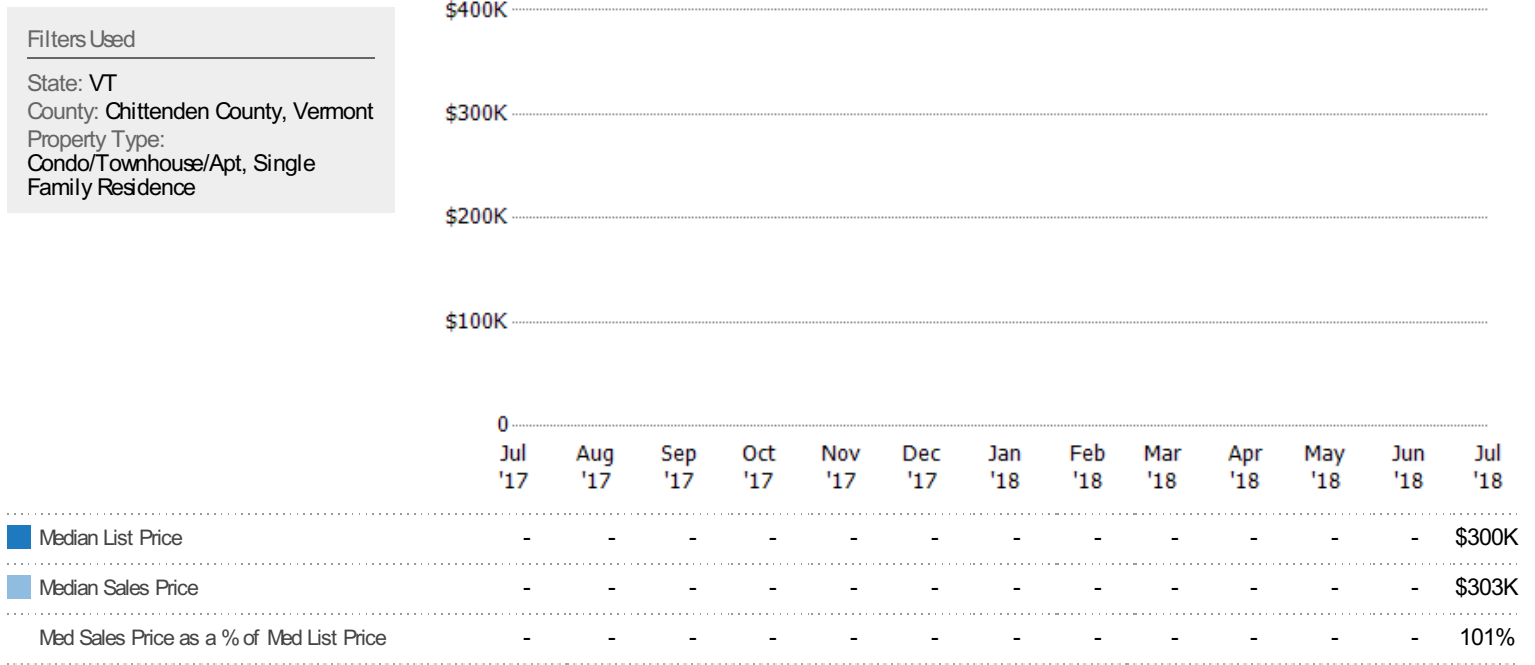 Filters Used
State: VT
County: Chittenden County, Vermont
Property Type:
Condo/Townhouse/Apt, Single
Family Residence
$400K
$300K
$200K
$100K
0
Jul Aug Sep Oct Nov Dec Jan Feb Mar Apr May Jun Jul
'17 '17 '17 '17 '17 '17 '18 '18 '18 '18 '18 '18 '18
Median List Price - - - - - - - - - - - - $300K
Median Sales Price - - - - - - - - - - - - $303K
Med Sales Price as a % of Med List Price - - - - - - - - - - - - 101%